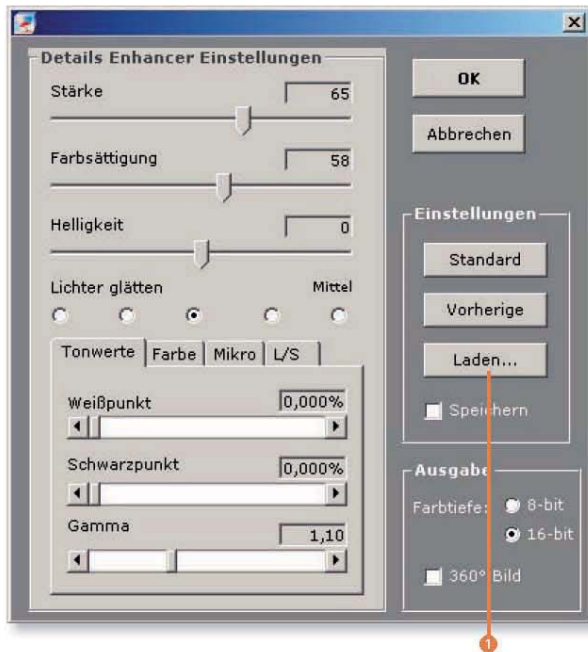 Details Enhancer Einstellungen
Stärke 65
Farbsättigung 58
Helligkeit 0
Lichter glätten Mittel
Tonwerte Farbe Mikro L/S
Weißpunkt 0,000%
Schwarzpunkt 0,000%
Gamma 1,10
OK
Abbrechen
Einstellungen
Standard
Vorherige
Laden...
Speichern
Ausgabe
Farbtiefe: 8-bit
16-bit
360° Bild
1